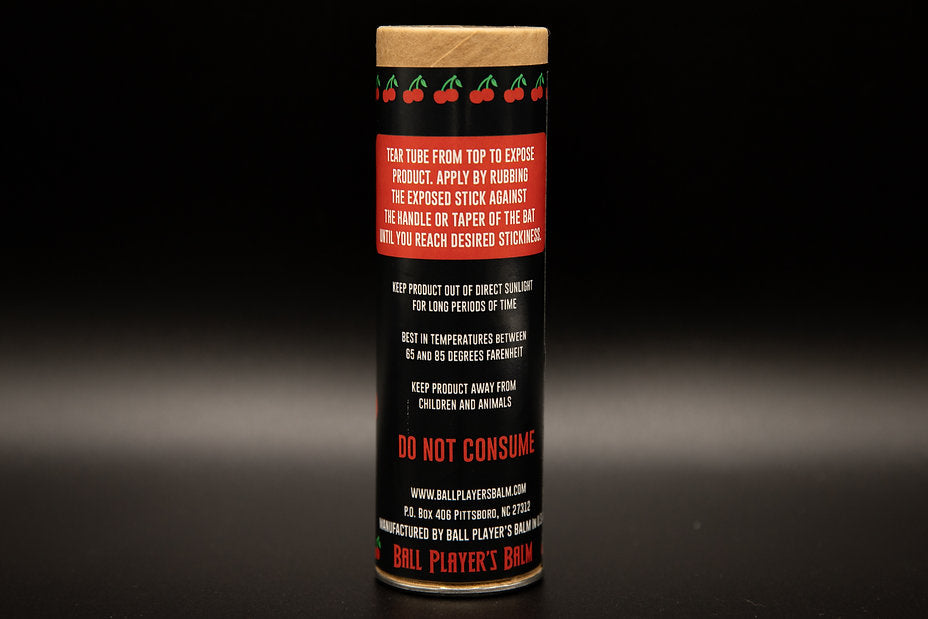 TEAR TUBE FROM TOP TO EXPOSE
PRODUCT. APPLY BY RUBBING
THE EXPOSED STICK AGAINST
THE HANDLE OR TAPER OF THE BAT
UNTIL YOU REACH DESIRED STICKINESS.
KEEP PRODUCT OUT OF DIRECT SUNLIGHT
FOR LONG PERIODS OF TIME
BEST IN TEMPERATURES BETWEEN
65 AND 85 DEGREES FARENHEIT
KEEP PRODUCT AWAY FROM
CHILDREN AND ANIMALS
DO NOT CONSUME
WWW.BALLPLAYERSBALM.COM
P.O. BOX 406 PITTSBORO, NC 27312
MANUFACTURED BY BALL PLAYER'S BALM IN
BALL PLAYER'S BALM